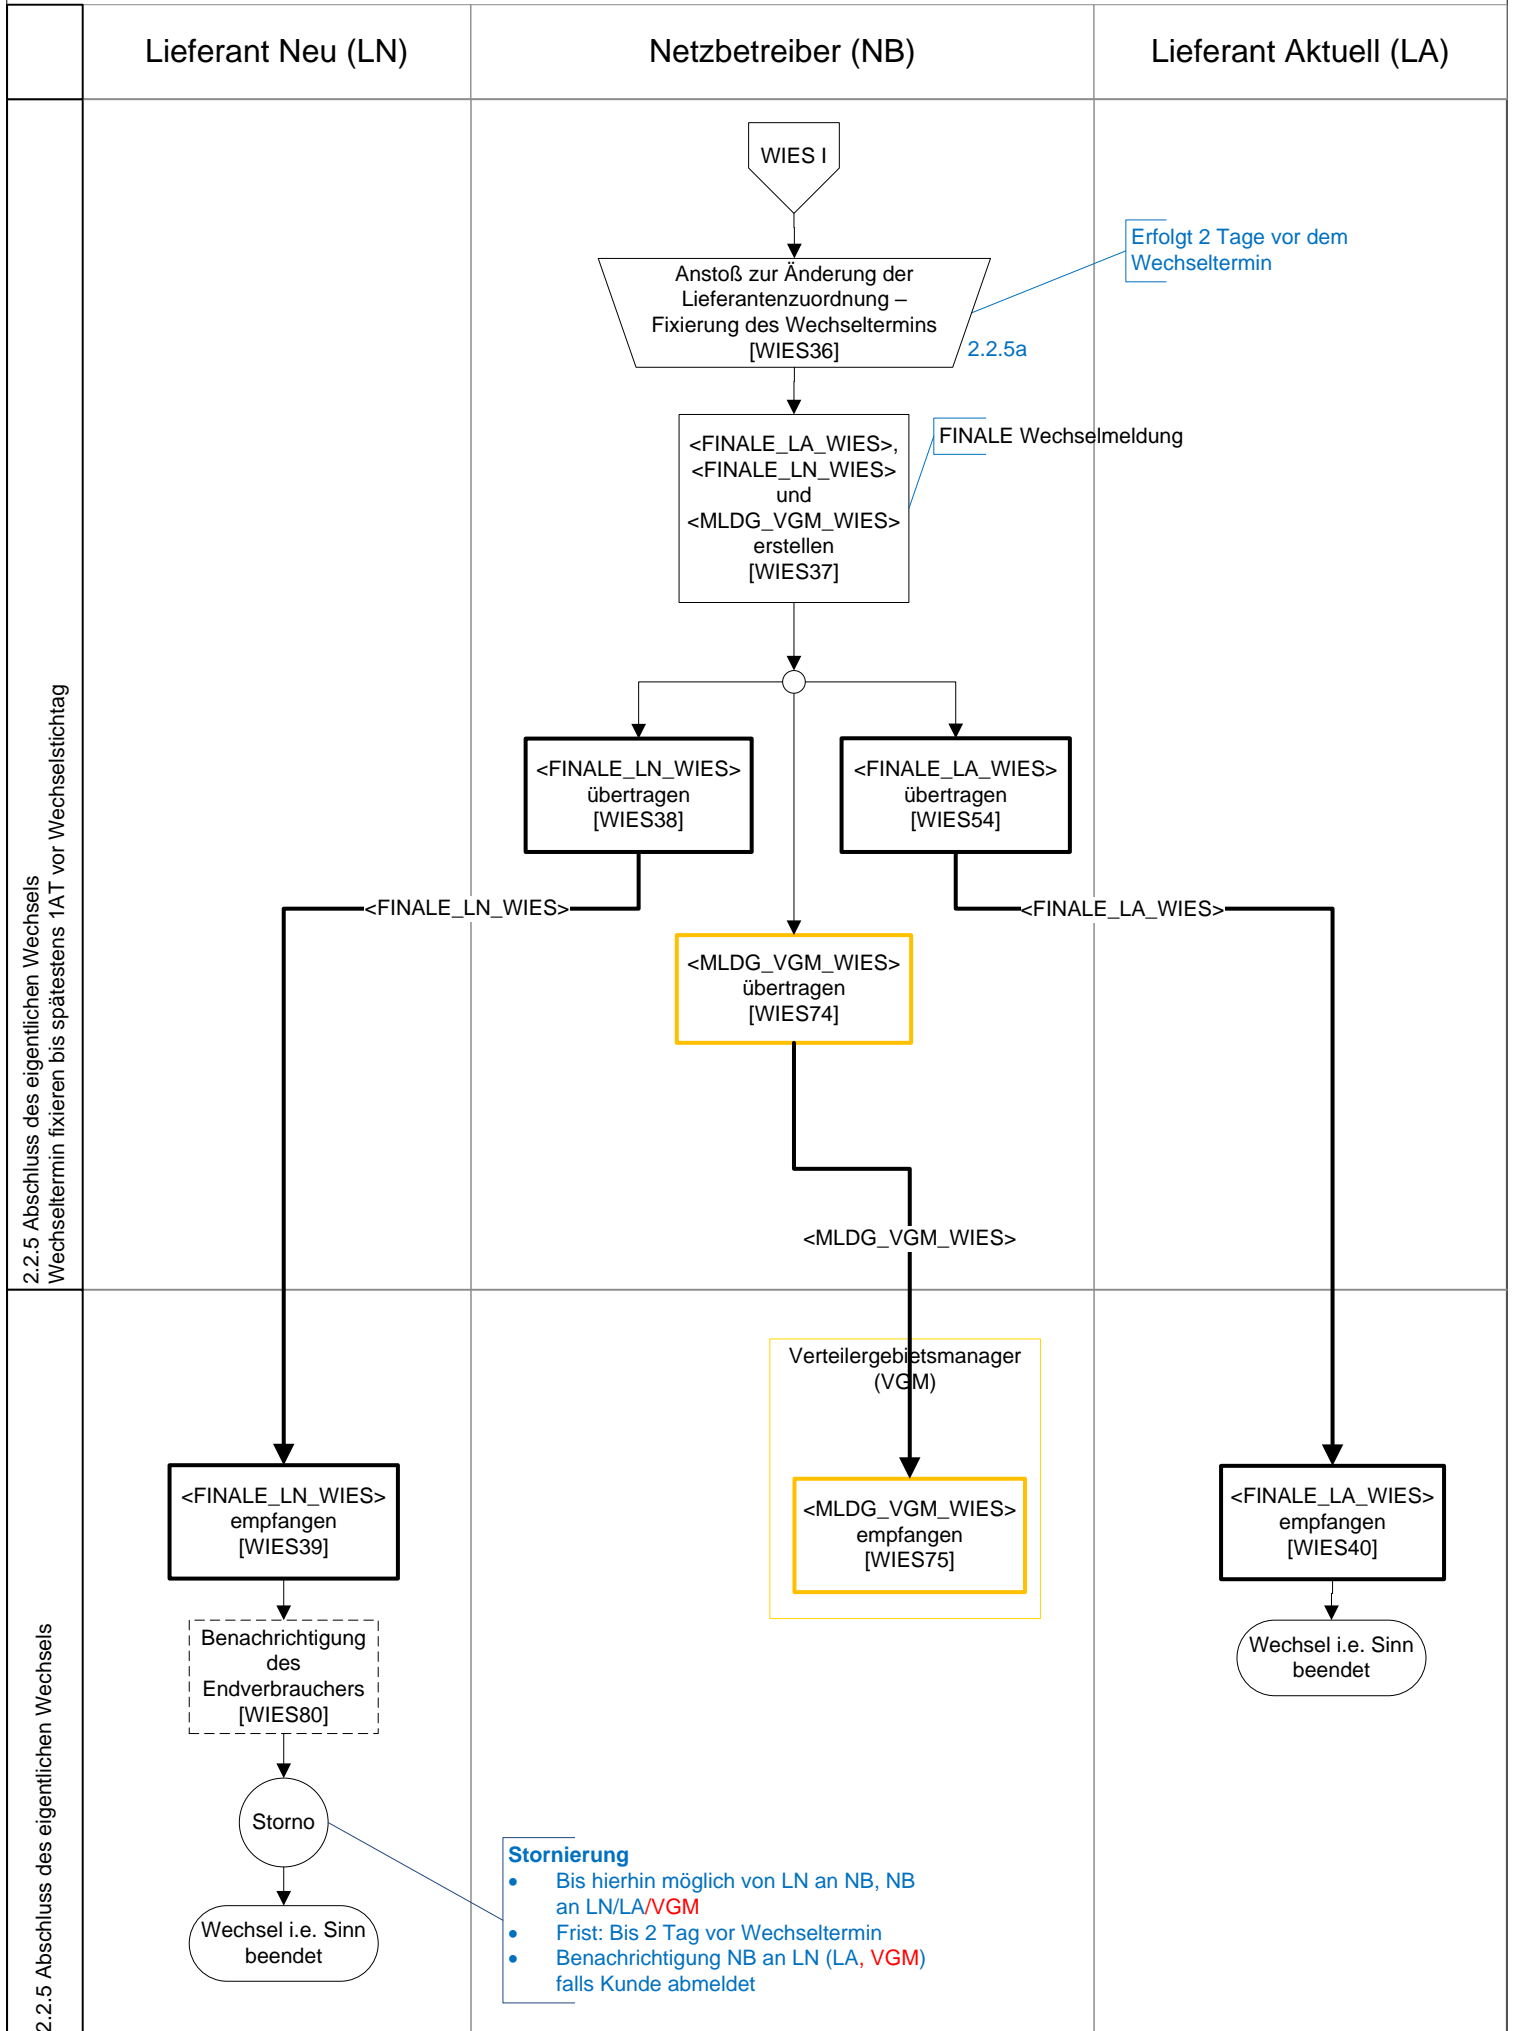 Lieferant Neu (LN)
Netzbetreiber (NB)
Lieferant Aktuell (LA)
2.2.5 Abschluss des eigentlichen Wechsels
Wechseltermin fixieren bis spätestens 1AT vor Wechselstichtag
WIES I
Erfolgt 2 Tage vor dem
Wechseltermin
Anstoß zur Änderung der
Lieferantenzuordnung –
Fixierung des Wechseltermins
[WIES36]
2.2.5a
<FINALE_LA_WIES>,
<FINALE_LN_WIES>
und
<MLDG_VGM_WIES>
erstellen
[WIES37]
FINALE Wechselmeldung
<FINALE_LN_WIES>
übertragen
[WIES38]
<FINALE_LA_WIES>
übertragen
[WIES54]
<FINALE_LN_WIES>
<FINALE_LA_WIES>
<MLDG_VGM_WIES>
übertragen
[WIES74]
<MLDG_VGM_WIES>
2.2.5 Abschluss des eigentlichen Wechsels
Verteilergebietsmanager
(VGM)
<FINALE_LN_WIES>
empfangen
[WIES39]
<MLDG_VGM_WIES>
empfangen
[WIES75]
<FINALE_LA_WIES>
empfangen
[WIES40]
Benachrichtigung
des
Endverbrauchers
[WIES80]
Wechsel i.e. Sinn
beendet
Storno
Wechsel i.e. Sinn
beendet
Stornierung
• Bis hierhin möglich von LN an NB, NB
an LN/LA/VGM
• Frist: Bis 2 Tag vor Wechseltermin
• Benachrichtigung NB an LN (LA, VGM)
falls Kunde abmeldet